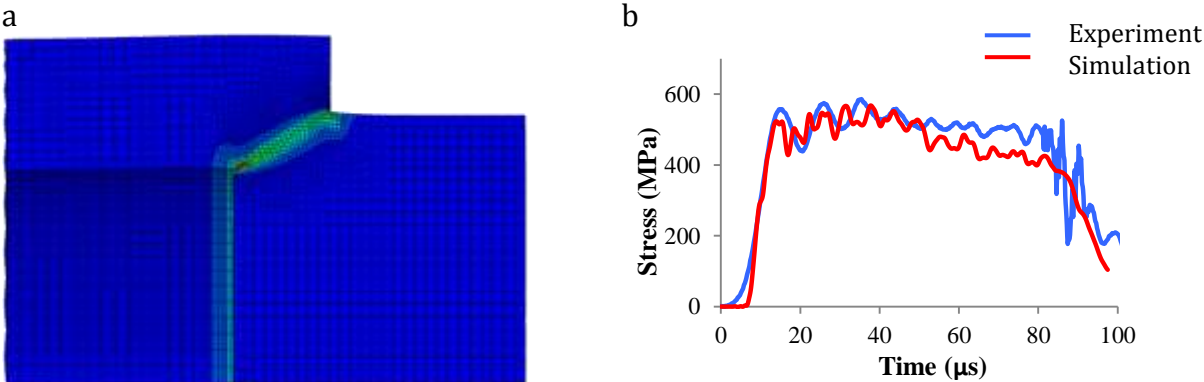 a
b
Experiment
Simulation
600
400
200
0
Stress (MPa)
0 20 40 60 80 100
Time (µs)